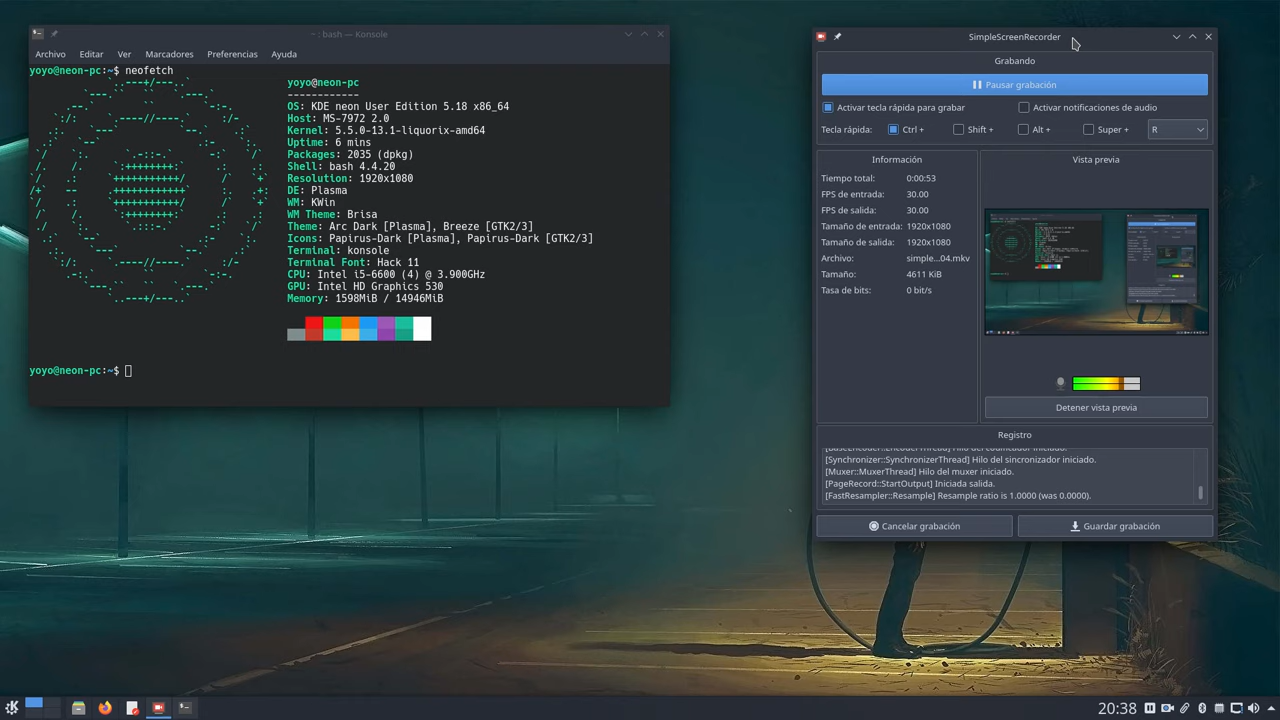 ~ : bash — Konsole
Archivo Editar Ver Marcadores Preferencias Ayuda
yoyo@neon-pc:~$ neofetch
yoyo@neon-pc
------------
OS: KDE neon User Edition 5.18 x86_64
Host: MS-7972 2.0
Kernel: 5.5.0-13.1-liquorix-amd64
Uptime: 6 mins
Packages: 2035 (dpkg)
Shell: bash 4.4.20
Resolution: 1920x1080
DE: Plasma
WM: KWin
WM Theme: Brisa
Theme: Arc Dark [Plasma], Breeze [GTK2/3]
Icons: Papirus-Dark [Plasma], Papirus-Dark [GTK2/3]
Terminal: konsole
Terminal Font: Hack 11
CPU: Intel i5-6600 (4) @ 3.900GHz
GPU: Intel HD Graphics 530
Memory: 1598MiB / 14946MiB
yoyo@neon-pc:~$
SimpleScreenRecorder
Grabando
Pausar grabación
Activar tecla rápida para grabar Activar notificaciones de audio
Tecla rápida: Ctrl + Shift + Alt + Super + R
Información
Tiempo total: 0:00:53
FPS de entrada: 30.00
FPS de salida: 30.00
Tamaño de entrada: 1920x1080
Tamaño de salida: 1920x1080
Archivo: simple...04.mkv
Tamaño: 4611 KiB
Tasa de bits: 0 bit/s
Vista previa
Detener vista previa
Registro
[BaseEncoder::EncoderThread] Hilo del codificador iniciado.
[Synchronizer::SynchronizerThread] Hilo del sincronizador iniciado.
[Muxer::MuxerThread] Hilo del muxer iniciado.
[PageRecord::StartOutput] Iniciada salida.
[FastResampler::Resample] Resample ratio is 1.0000 (was 0.0000).
Cancelar grabación Guardar grabación
20:38